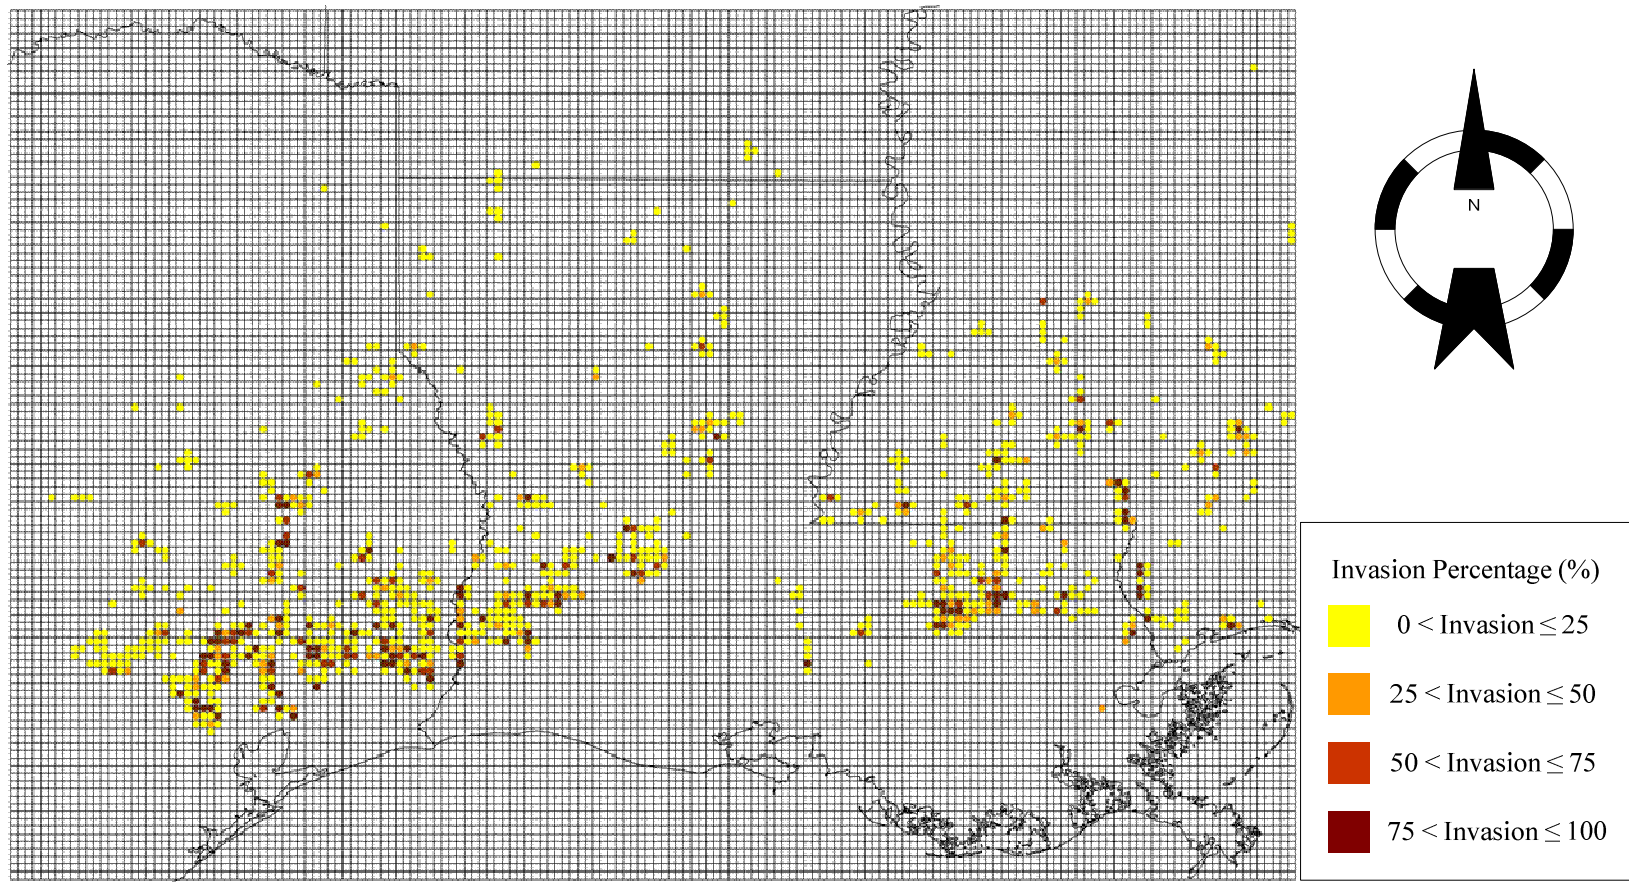 N
Invasion Percentage (%)
0 < Invasion ≤ 25
25 < Invasion ≤ 50
50 < Invasion ≤ 75
75 < Invasion ≤ 100